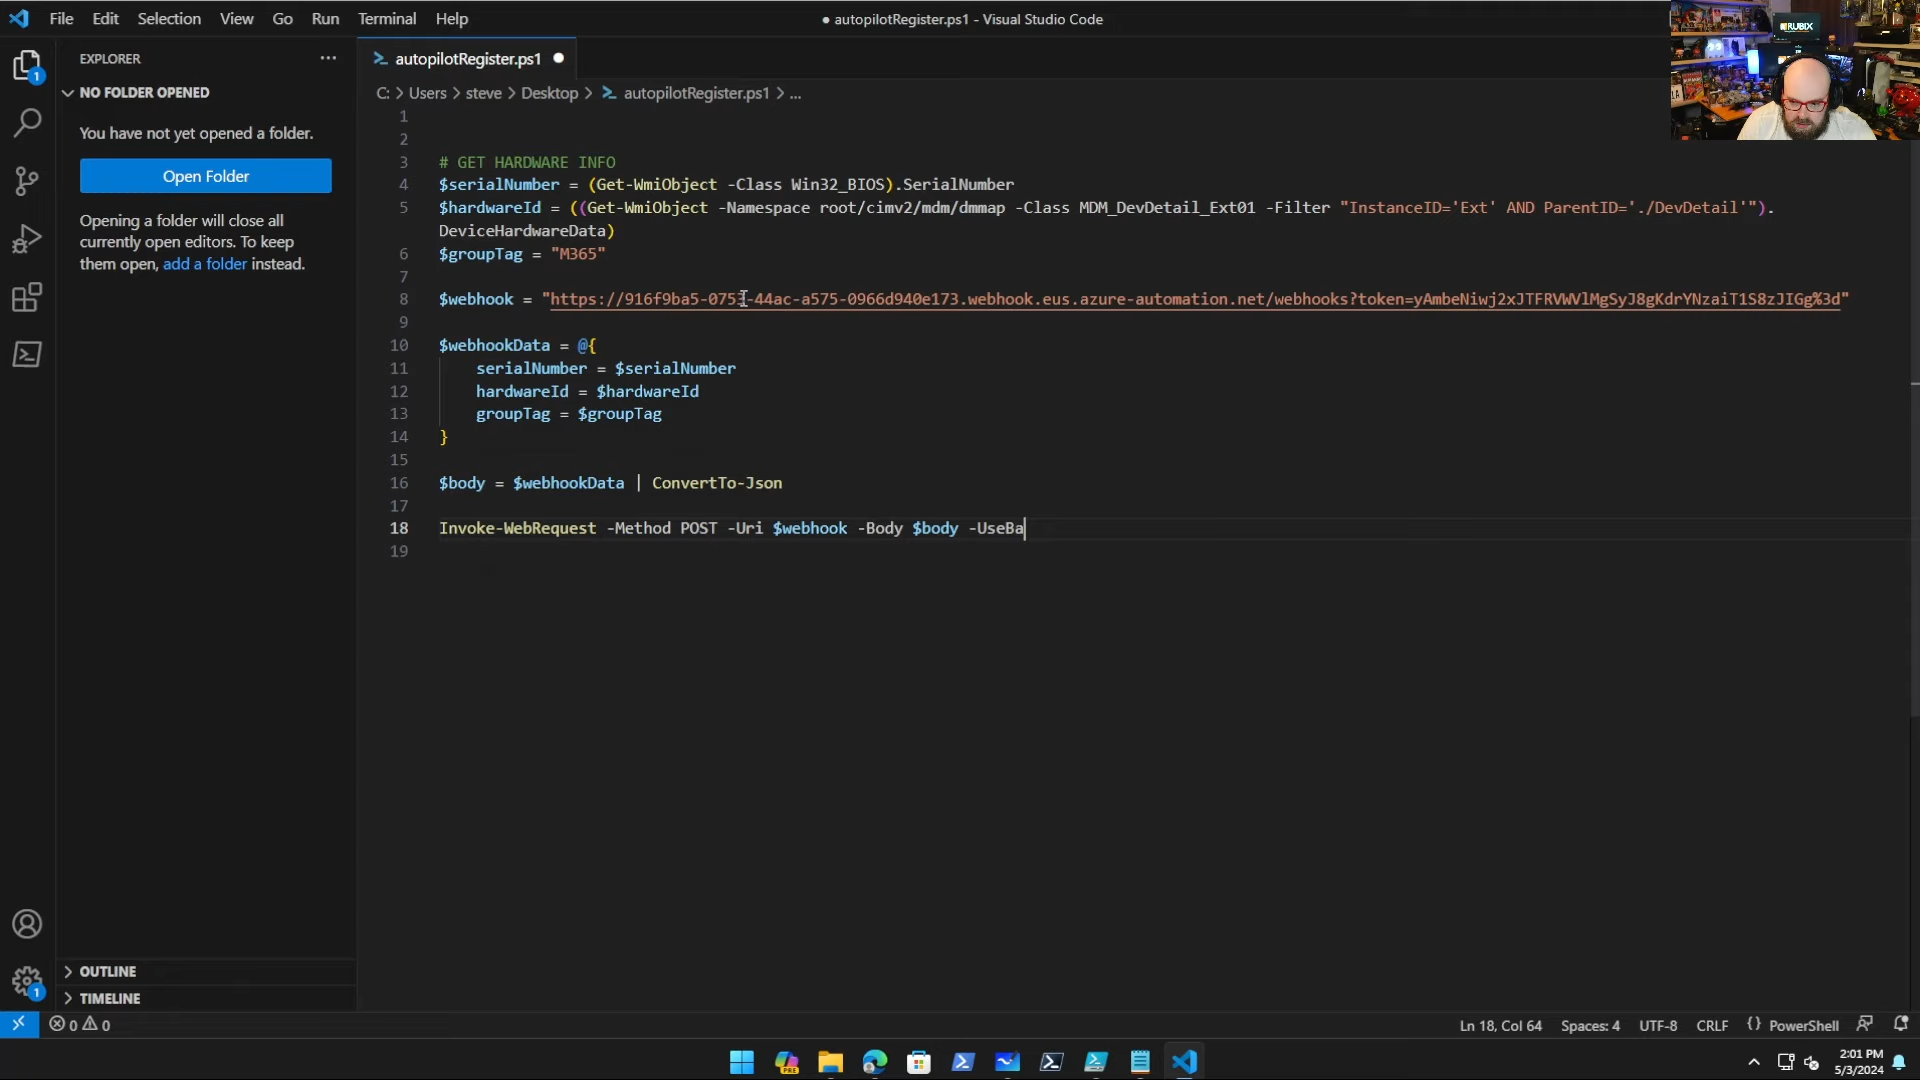 File Edit Selection View Go Run Terminal Help
● autopilotRegister.ps1 - Visual Studio Code
RUBIX
EXPLORER
autopilotRegister.ps1
NO FOLDER OPENED
C: > Users > steve > Desktop > autopilotRegister.ps1 > ...
You have not yet opened a folder.
Open Folder
Opening a folder will close all
currently open editors. To keep
them open, add a folder instead.
1
2
3 # GET HARDWARE INFO
4 $serialNumber = (Get-WmiObject -Class Win32_BIOS).SerialNumber
5 $hardwareId = ((Get-WmiObject -Namespace root/cimv2/mdm/dmmap -Class MDM_DevDetail_Ext01 -Filter "InstanceID='Ext' AND ParentID='./DevDetail'").
DeviceHardwareData)
6 $groupTag = "M365"
7
8 $webhook = "https://916f9ba5-0753-44ac-a575-0966d940e173.webhook.eus.azure-automation.net/webhooks?token=yAmbeNiwj2xJTFRVWVlMgSyJ8gKdrYNzaiT1S8zJIGg%3d"
9
10 $webhookData = @{
11 serialNumber = $serialNumber
12 hardwareId = $hardwareId
13 groupTag = $groupTag
14 }
15
16 $body = $webhookData | ConvertTo-Json
17
18 Invoke-WebRequest -Method POST -Uri $webhook -Body $body -UseBa
19
OUTLINE
TIMELINE
0 0
Ln 18, Col 64 Spaces: 4 UTF-8 CRLF {} PowerShell
2:01 PM
5/3/2024